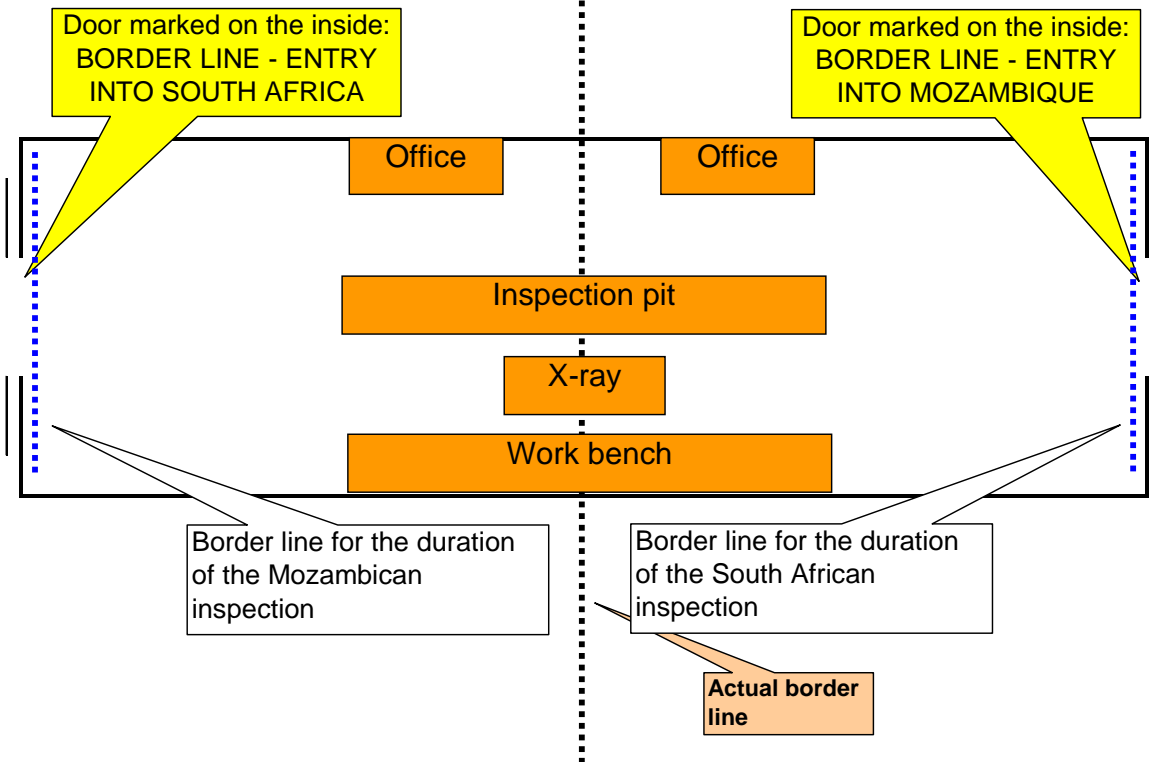 Door marked on the inside:
BORDER LINE - ENTRY
INTO SOUTH AFRICA
Door marked on the inside:
BORDER LINE - ENTRY
INTO MOZAMBIQUE
Office
Office
Inspection pit
X-ray
Work bench
Border line for the duration
of the Mozambican
inspection
Border line for the duration
of the South African
inspection
Actual border
line